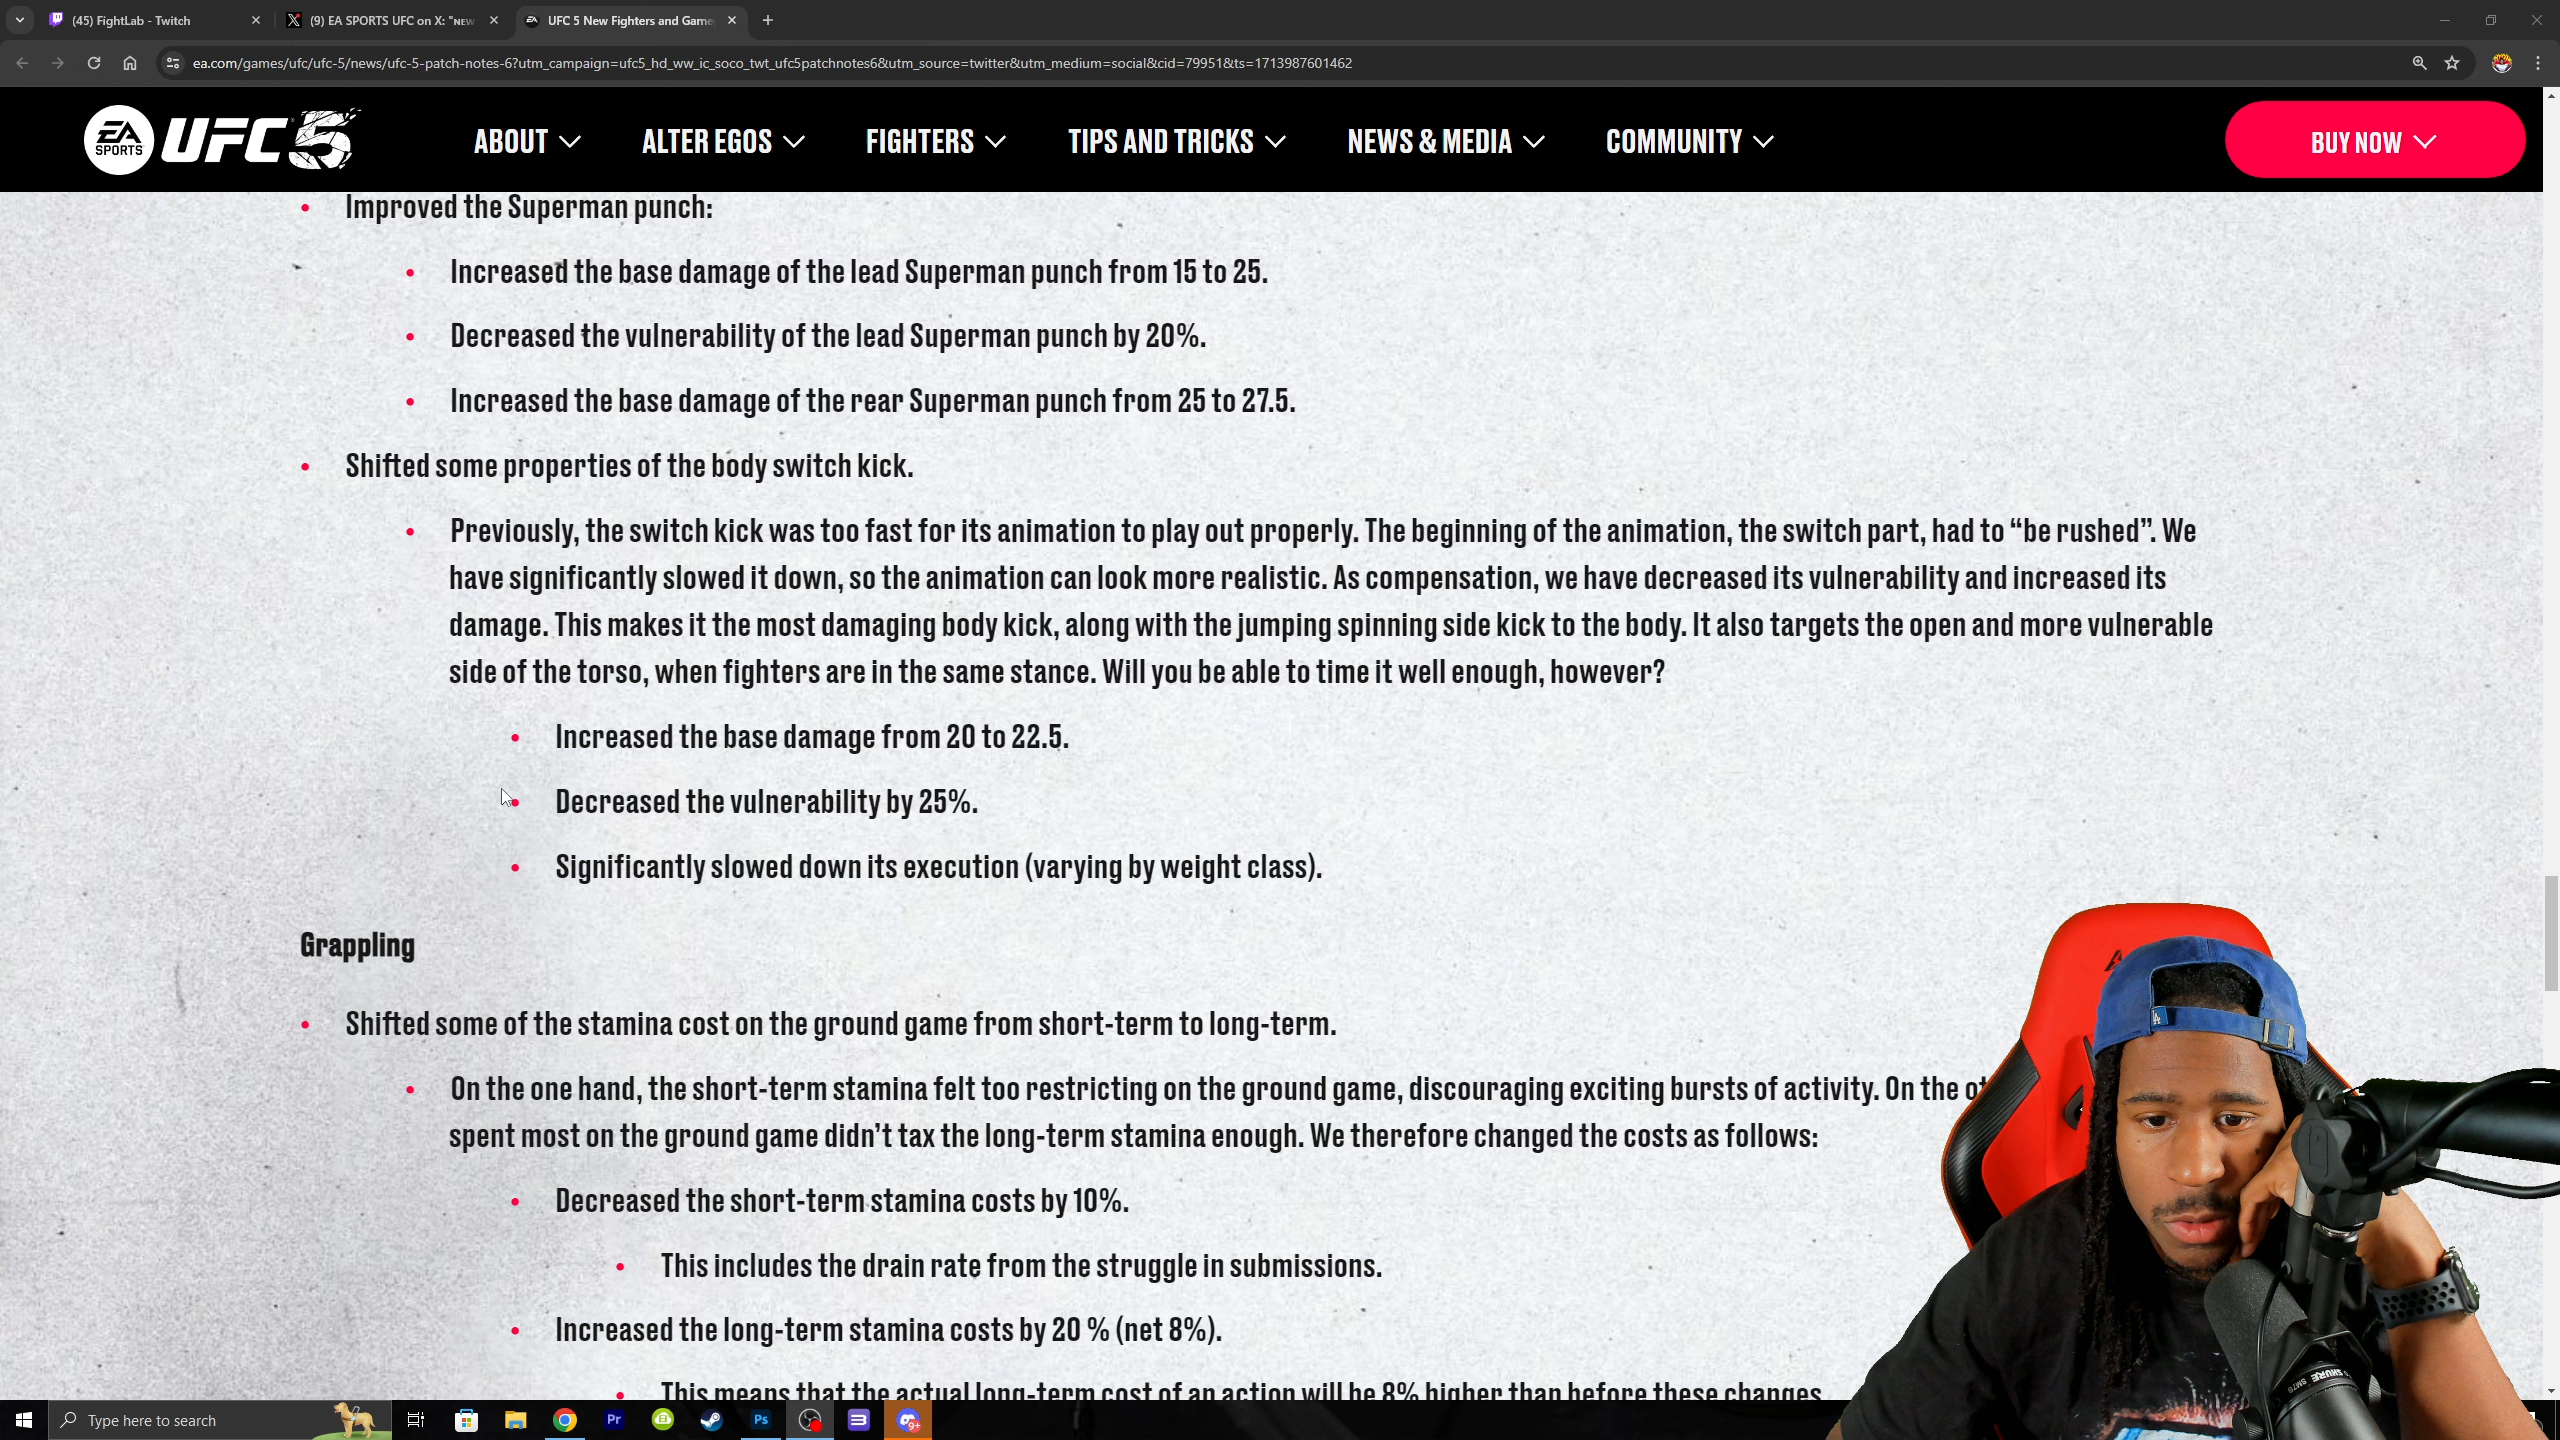 (45) FightLab - Twitch
(9) EA SPORTS UFC on X: "NEW
UFC 5 New Fighters and Game
ea.com/games/ufc/ufc-5/news/ufc-5-patch-notes-6?utm_campaign=ufc5_hd_ww_ic_soco_twt_ufc5patchnotes6&utm_source=twitter&utm_medium=social&cid=79951&ts=1713987601462
EA SPORTS UFC 5
ABOUT
ALTER EGOS
FIGHTERS
TIPS AND TRICKS
NEWS & MEDIA
COMMUNITY
BUY NOW
• Improved the Superman punch:
• Increased the base damage of the lead Superman punch from 15 to 25.
• Decreased the vulnerability of the lead Superman punch by 20%.
• Increased the base damage of the rear Superman punch from 25 to 27.5.
• Shifted some properties of the body switch kick.
• Previously, the switch kick was too fast for its animation to play out properly. The beginning of the animation, the switch part, had to “be rushed”. We
have significantly slowed it down, so the animation can look more realistic. As compensation, we have decreased its vulnerability and increased its
damage. This makes it the most damaging body kick, along with the jumping spinning side kick to the body. It also targets the open and more vulnerable
side of the torso, when fighters are in the same stance. Will you be able to time it well enough, however?
• Increased the base damage from 20 to 22.5.
• Decreased the vulnerability by 25%.
• Significantly slowed down its execution (varying by weight class).
Grappling
• Shifted some of the stamina cost on the ground game from short-term to long-term.
• On the one hand, the short-term stamina felt too restricting on the ground game, discouraging exciting bursts of activity. On the ot
spent most on the ground game didn’t tax the long-term stamina enough. We therefore changed the costs as follows:
• Decreased the short-term stamina costs by 10%.
• This includes the drain rate from the struggle in submissions.
• Increased the long-term stamina costs by 20 % (net 8%).
• This means that the actual long-term cost of an action will be 8% higher than before these changes
Type here to search
Pr
Ps
9+
LA
SHURE
SM7B